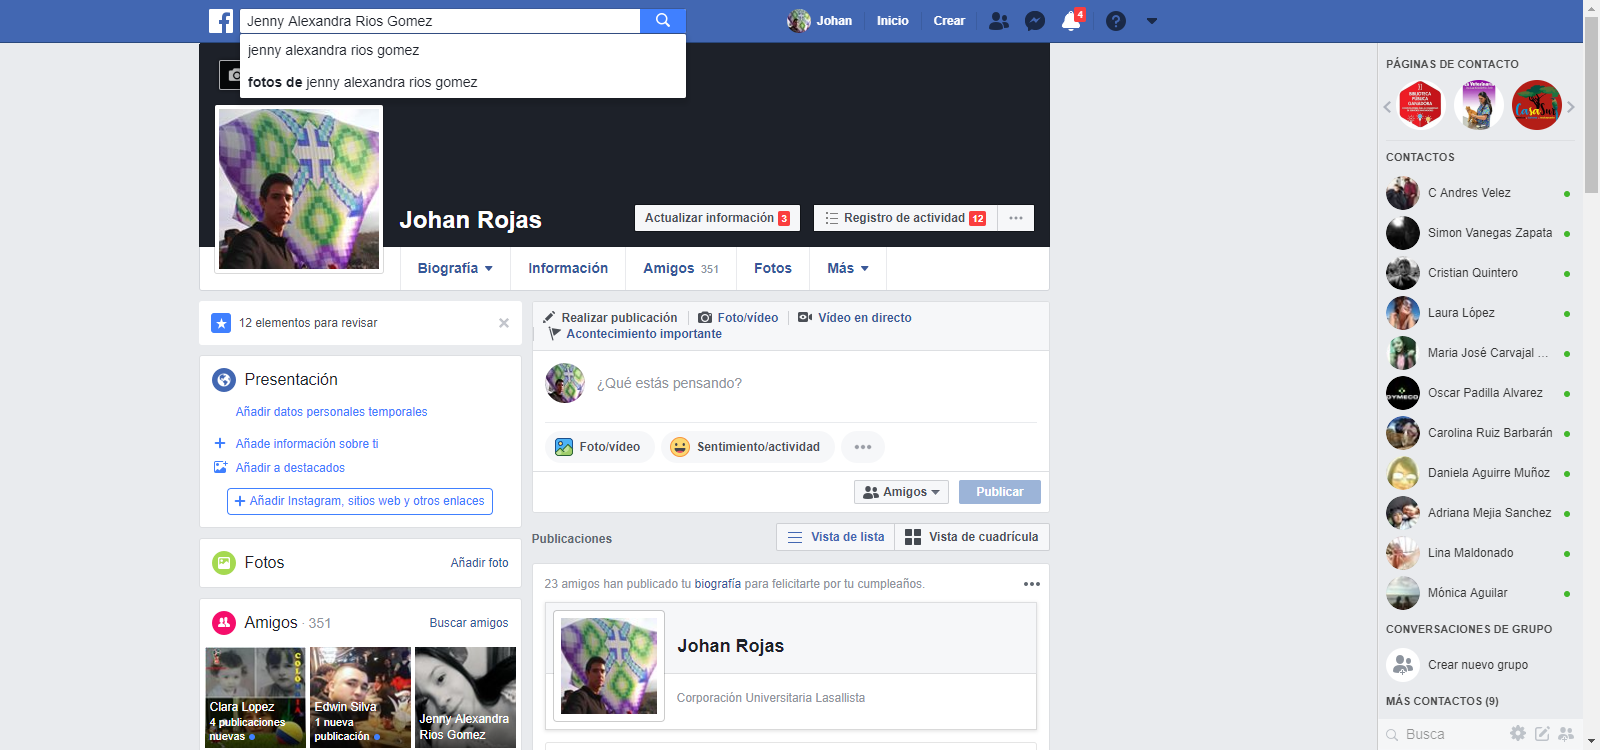 Jenny Alexandra Rios Gomez
Johan
Inicio
Crear
4
jenny alexandra rios gomez
fotos de jenny alexandra rios gomez
Johan Rojas
Actualizar información 3
Registro de actividad 12
Biografía
Información
Amigos 351
Fotos
Más
12 elementos para revisar
Presentación
Añadir datos personales temporales
Añade información sobre ti
Añadir a destacados
+ Añadir Instagram, sitios web y otros enlaces
Fotos
Añadir foto
Amigos · 351
Buscar amigos
Clara Lopez
4 publicaciones
nuevas
Edwin Silva
1 nueva
publicación
Jenny Alexandra
Rios Gomez
Realizar publicación
Foto/vídeo
Vídeo en directo
Acontecimiento importante
¿Qué estás pensando?
Foto/vídeo
Sentimiento/actividad
Amigos
Publicar
Publicaciones
Vista de lista
Vista de cuadrícula
23 amigos han publicado tu biografía para felicitarte por tu cumpleaños.
Johan Rojas
Corporación Universitaria Lasallista
PÁGINAS DE CONTACTO
BIBLIOTECA
PÚBLICA
GANADORA
CaSaSur
CONTACTOS
C Andres Velez
Simon Vanegas Zapata
Cristian Quintero
Laura López
Maria José Carvajal ...
Oscar Padilla Alvarez
Carolina Ruiz Barbarán
Daniela Aguirre Muñoz
Adriana Mejia Sanchez
Lina Maldonado
Mónica Aguilar
CONVERSACIONES DE GRUPO
Crear nuevo grupo
MÁS CONTACTOS (9)
Busca